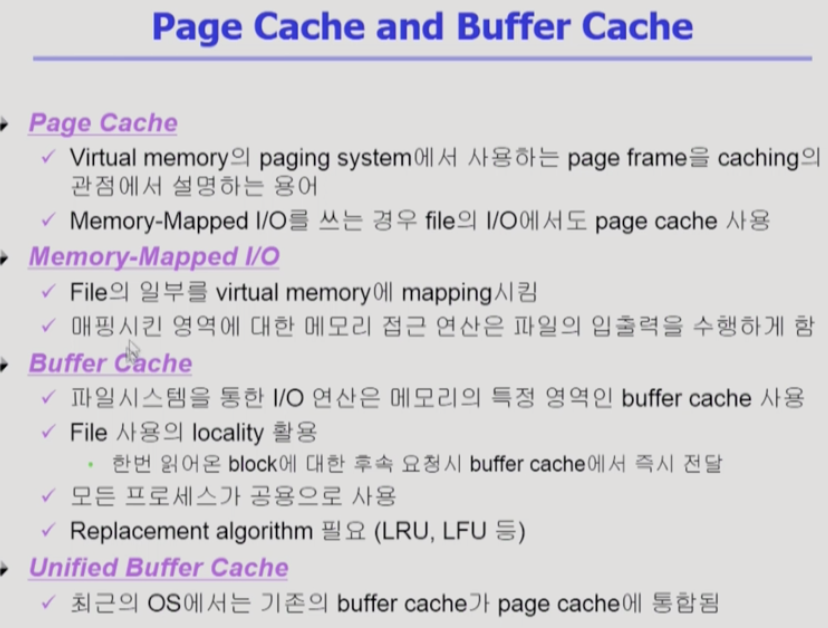 Page Cache and Buffer Cache
Page Cache
Virtual memory의 paging system에서 사용하는 page frame을 caching의
관점에서 설명하는 용어
Memory-Mapped I/O를 쓰는 경우 file의 I/O에서도 page cache 사용
Memory-Mapped I/O
File의 일부를 virtual memory에 mapping시킴
매핑시킨 영역에 대한 메모리 접근 연산은 파일의 입출력을 수행하게 함
Buffer Cache
파일시스템을 통한 I/O 연산은 메모리의 특정 영역인 buffer cache 사용
File 사용의 locality 활용
한번 읽어온 block에 대한 후속 요청시 buffer cache에서 즉시 전달
모든 프로세스가 공용으로 사용
Replacement algorithm 필요 (LRU, LFU 등)
Unified Buffer Cache
최근의 OS에서는 기존의 buffer cache가 page cache에 통합됨